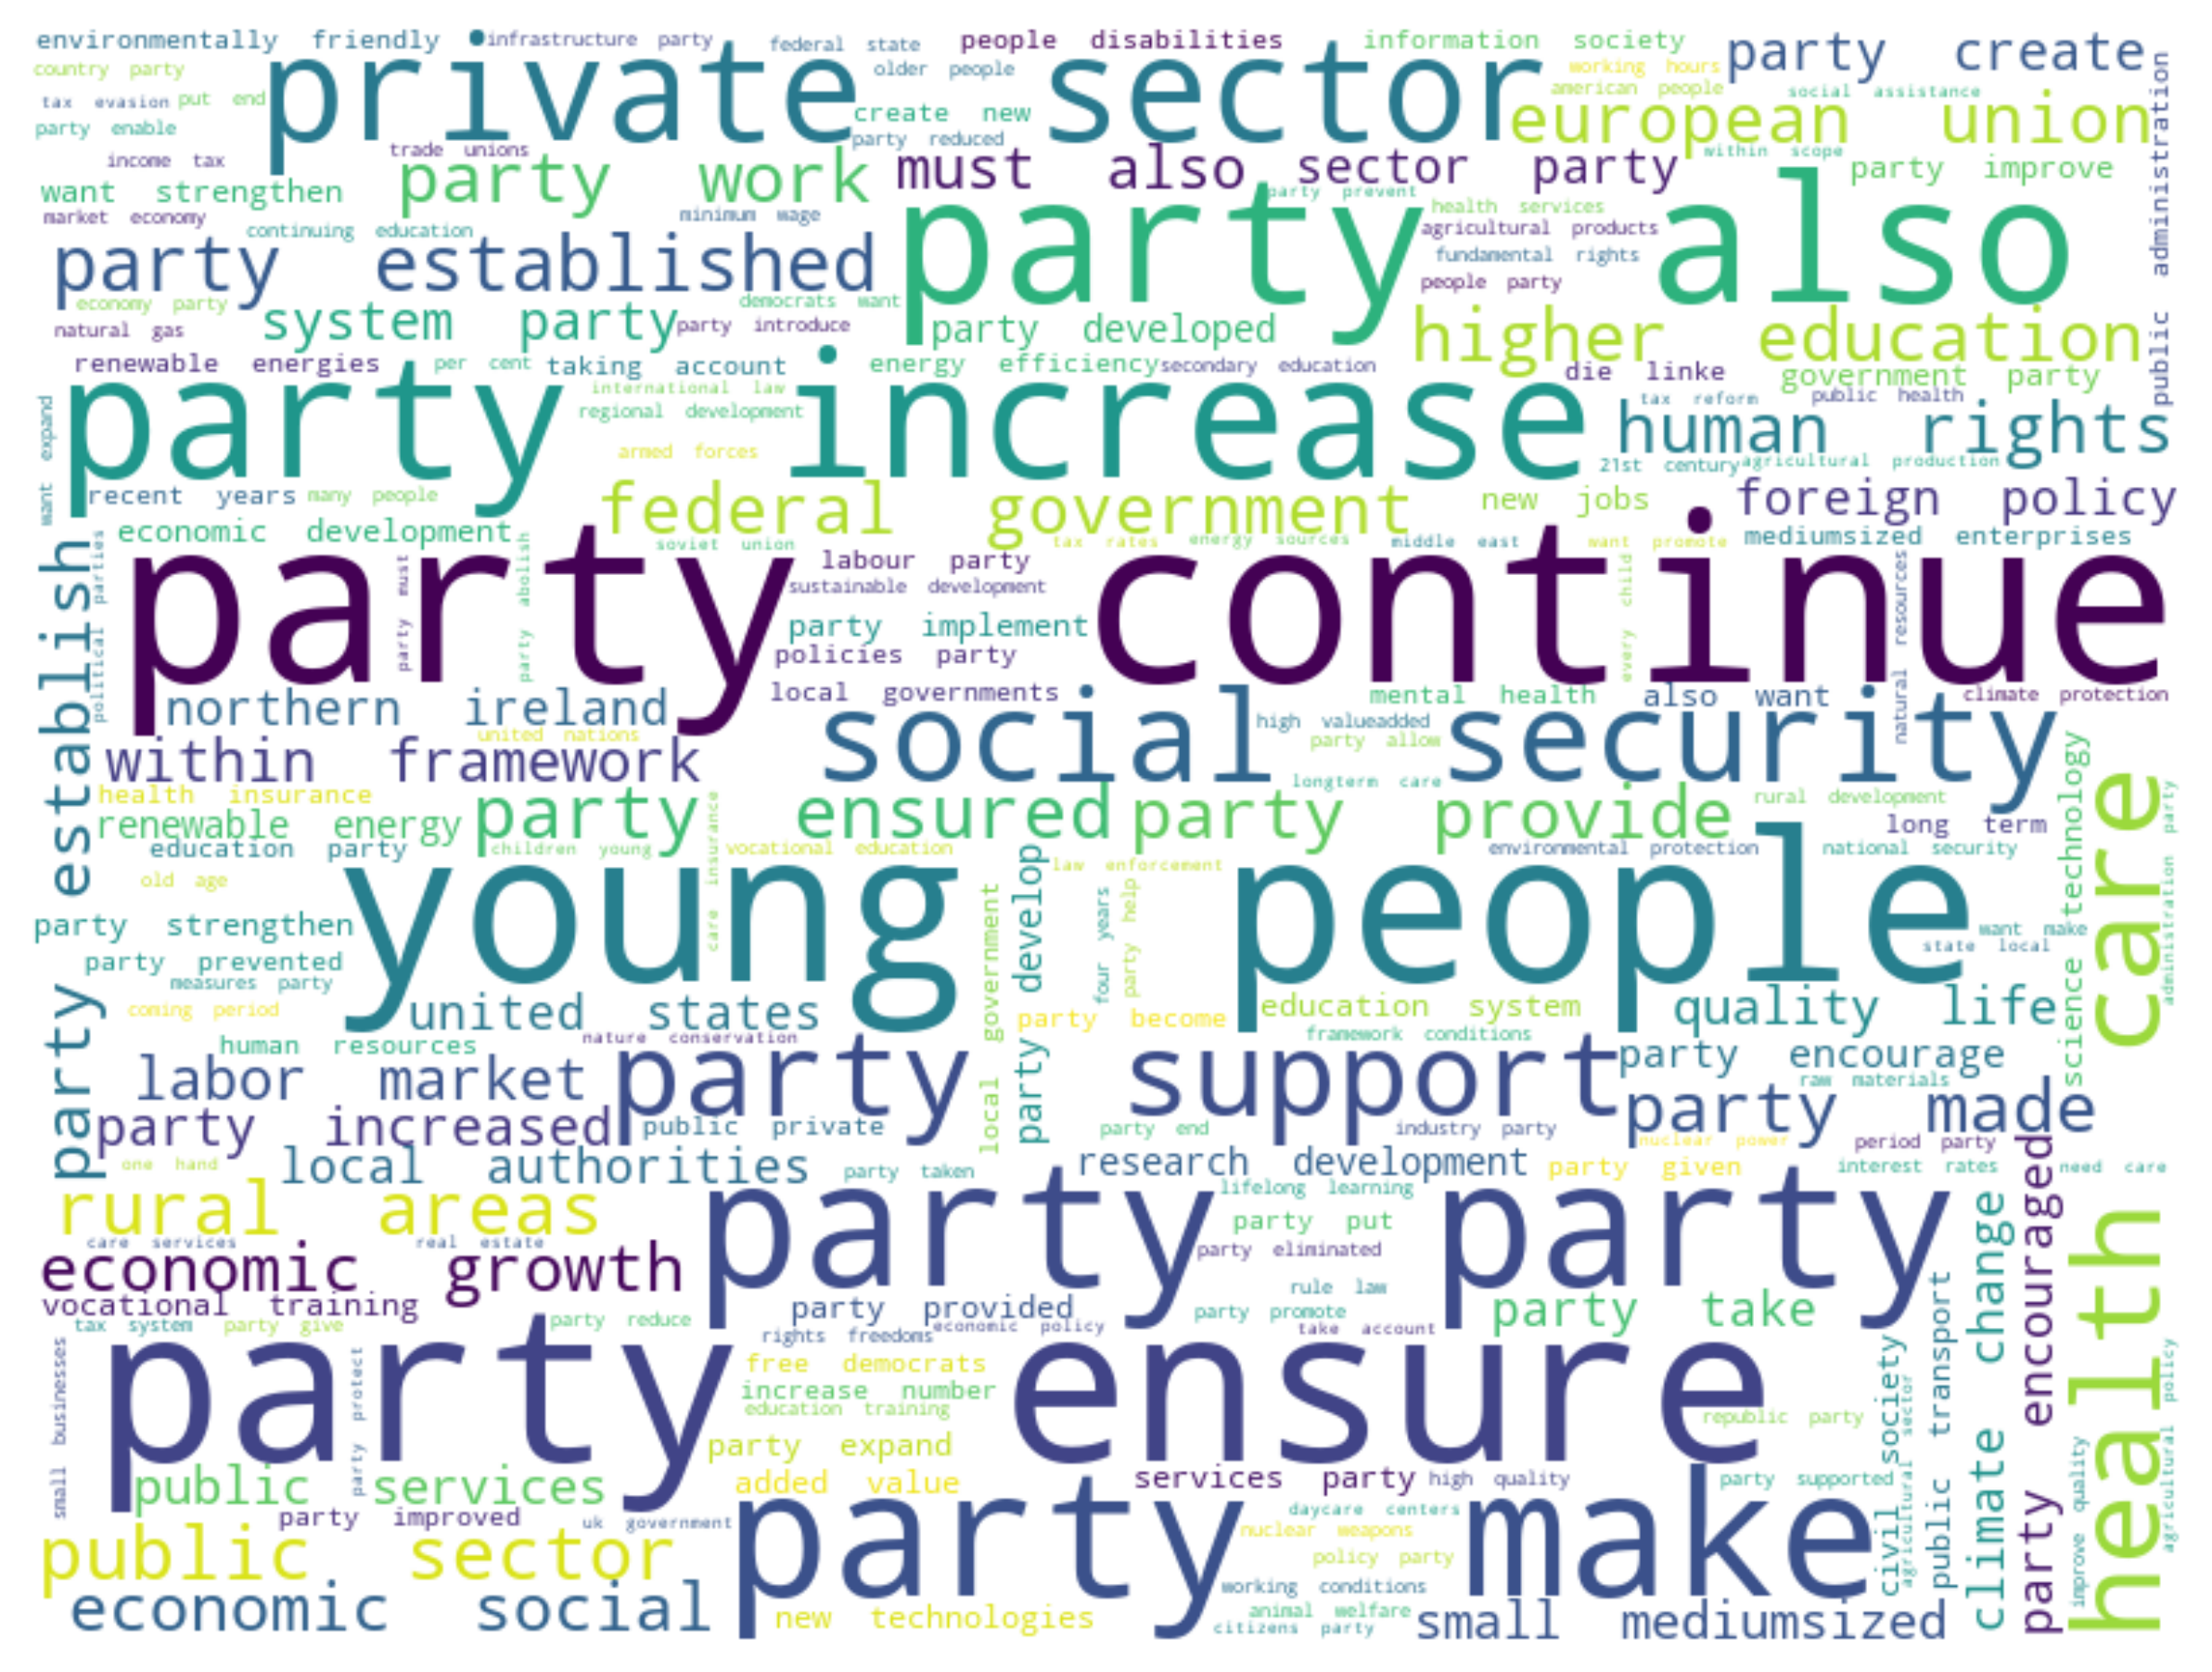 environmentally friendly
infrastructure party
federal state
people disabilities
information society
party create
country party
private sector
older people
working hours
american people
social assistance
tax evasion
put end
create new
european union
party enable
party reduced
public administration
income tax
trade unions
party work
must also
sector party
within scope
party improve
want strengthen
party prevent
party also
market economy
minimum wage
health services
continuing education
agricultural products
party established
fundamental rights
people party
economy party
democrats want
natural gas
system party
party introduce
party developed
higher education
renewable energies
per cent
taking account
energy efficiency
secondary education
die linke
government party
party increase
international law
tax reform
public health
want expand
regional development
human rights
armed forces
21st century
agricultural production
recent years
many people
federal government
new jobs
foreign policy
economic development
soviet union
tax rates
energy sources
middle east
want promote
mediumsized enterprises
party continue
political parties
party must
party abolish
labour party
sustainable development
every child
natural resources
party implement
policies party
party establish
northern ireland
local governments
mental health
also want
climate protection
social security
high valueadded
united nations
party allow
within framework
longterm care
health insurance
party ensured
party provide
rural development
science technology
health care
administration party
renewable energy
long term
education party
children young
care insurance
vocational education
environmental protection
national security
young people
old age
law enforcement
party develop
local government
four years
party help
party strengthen
want make
state local
party prevented
measures party
coming period
united states
party become
education system
quality life
human resources
nature conservation
framework conditions
labor market
party support
party encourage
raw materials
party increased
public private
party end
industry party
party made
nuclear power
period party
one hand
local authorities
party taken
research development
party given
interest rates
need care
rural areas
party party
lifelong learning
party put
care services
real estate
party eliminated
economic growth
rule law
vocational training
party provided
party promote
party take
climate change
party encouraged
public transport
tax system
party give
party reduce
rights freedoms
economic policy
take account
party ensure
small businesses
party protect
free democrats
increase number
education training
republic party
civil society
agricultural sector
agricultural policy
improve quality
party expand
public services
added value
services party
high quality
party supported
party improved
uk government
party make
daycare centers
nuclear weapons
public sector
policy party
economic social
working conditions
new technologies
animal welfare
citizens party
small mediumsized